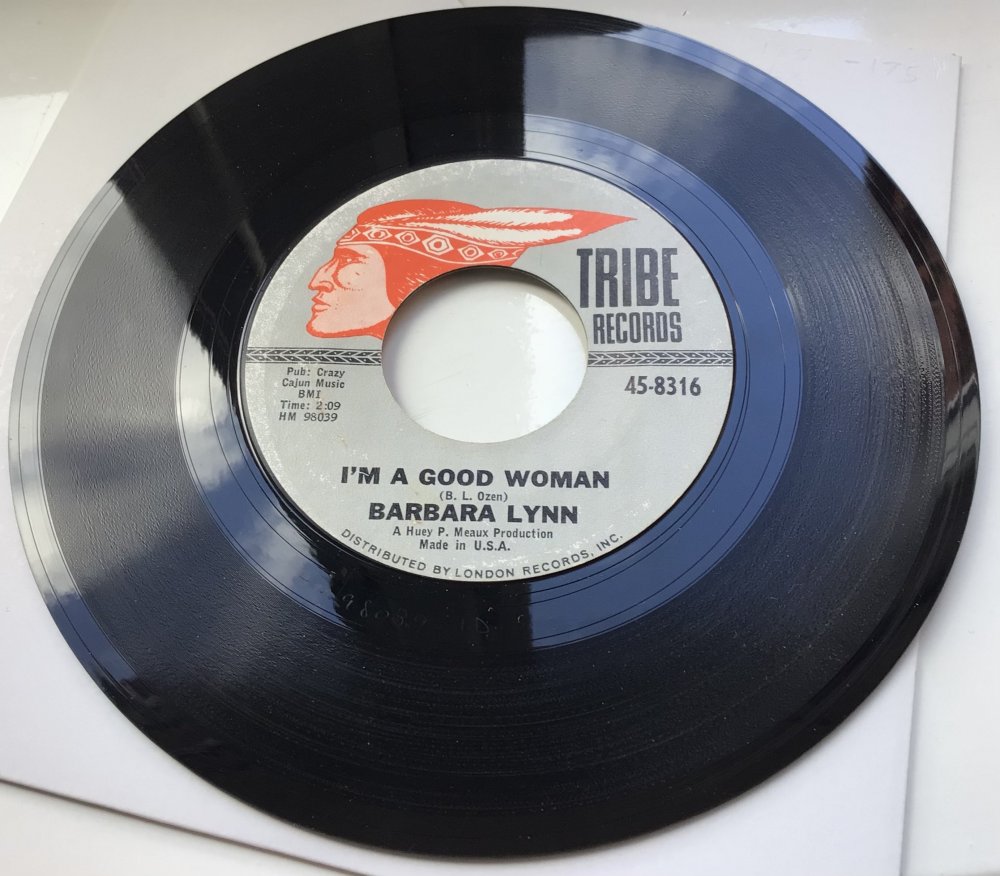 TRIBE
RECORDS
45-8316
Pub: Crazy
Cajun Music
BMI
Time: 2:09
HM 98039
I'M A GOOD WOMAN
(B. L. Ozen)
BARBARA LYNN
A Huey P. Meaux Production
Made in U.S.A.
DISTRIBUTED BY LONDON RECORDS, INC.